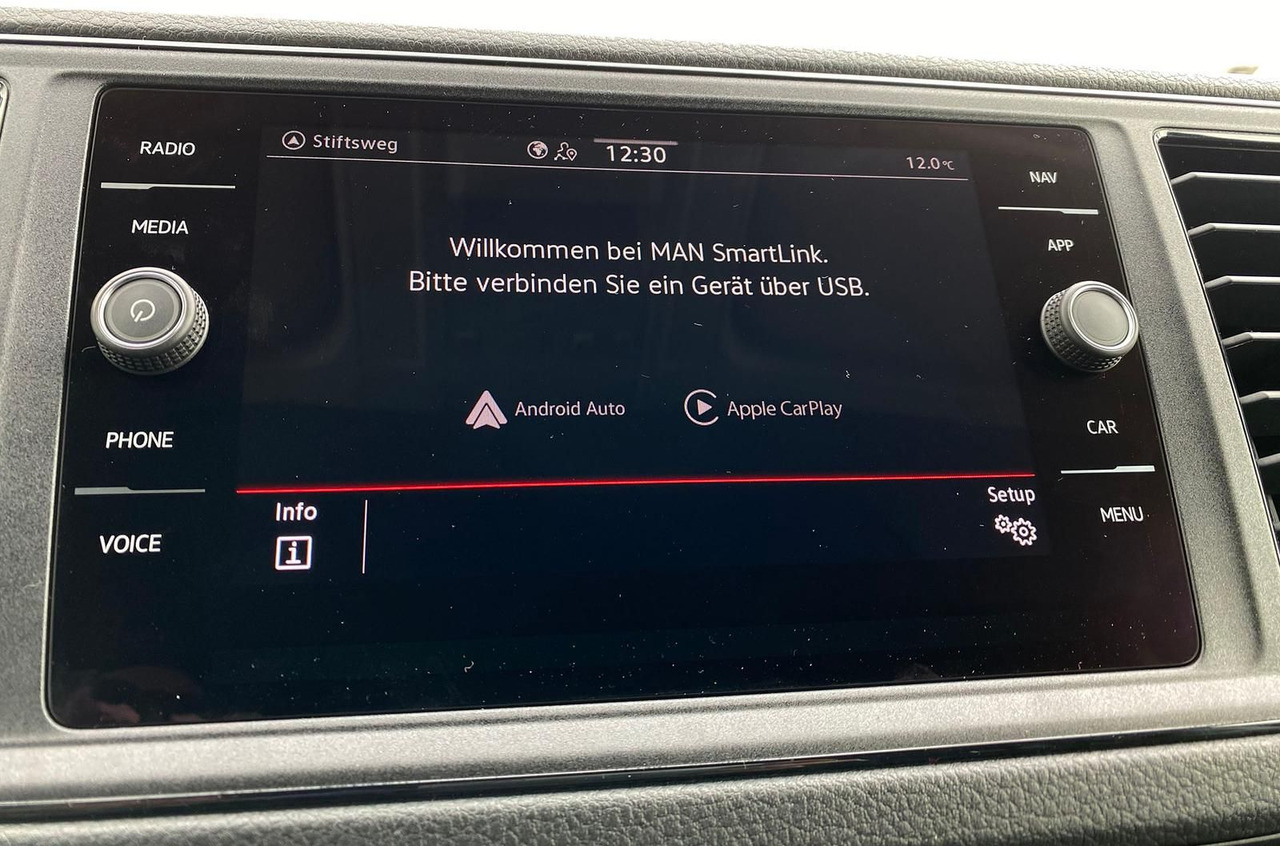 RADIO
MEDIA
PHONE
VOICE
Stiftsweg
12:30
12.0°C
Willkommen bei MAN SmartLink.
Bitte verbinden Sie ein Gerät über USB.
Android Auto
Apple CarPlay
Info
i
Setup
NAV
APP
CAR
MENU